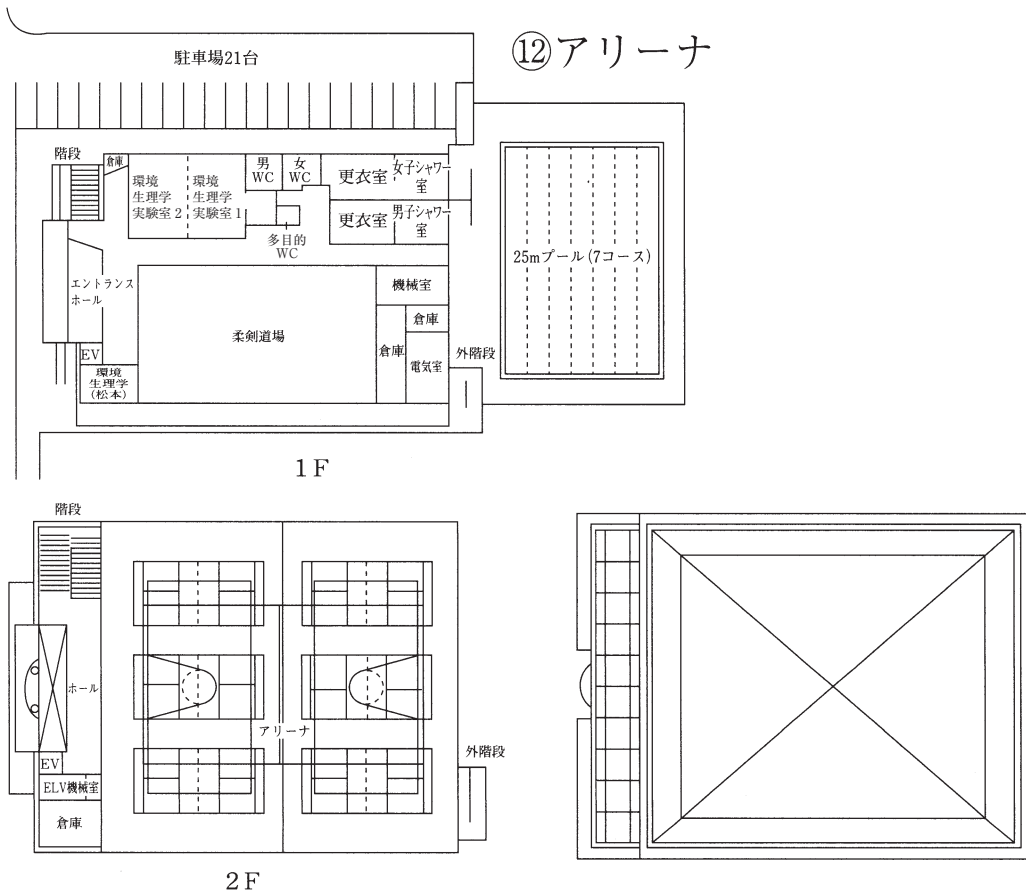 ⑫アリーナ
駐車場21台
階段
倉庫
環境
生理学
実験室2
環境
生理学
実験室1
男
WC
女
WC
多目的
WC
更衣室
女子シャワー
室
更衣室
男子シャワー
室
25mプール(7コース)
エントランス
ホール
EV
環境
生理学
(松本)
柔剣道場
機械室
倉庫
倉庫
電気室
外階段
1F
階段
ホール
アリーナ
EV
ELV機械室
倉庫
外階段
2F